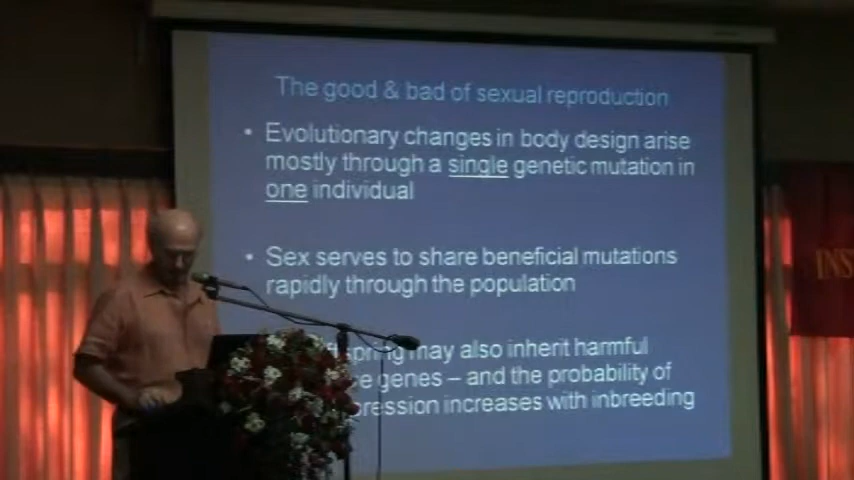 The good & bad of sexual reproduction
• Evolutionary changes in body design arise
mostly through a single genetic mutation in
one individual
• Sex serves to share beneficial mutations
rapidly through the population
may also inherit harmful
genes – and the probability of
increases with inbreeding
INS